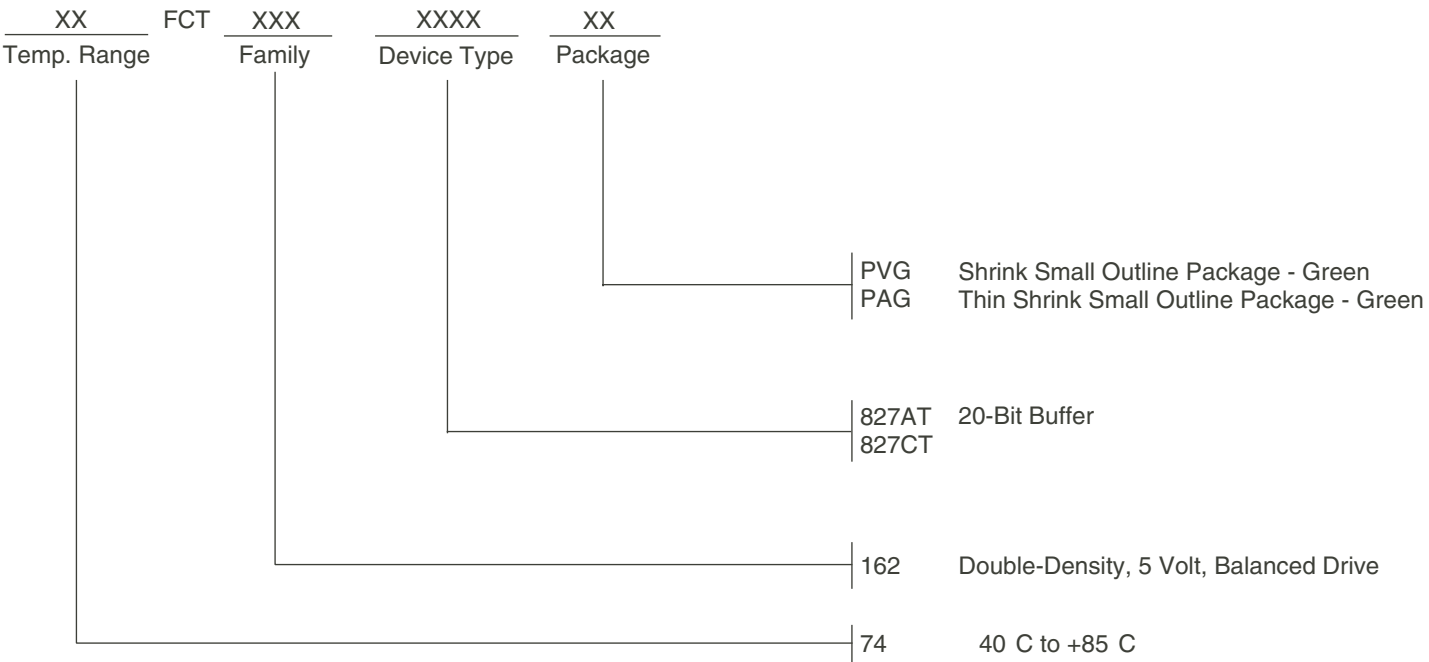 XX FCT XXX XXXX XX
Temp. Range Family Device Type Package
PVG Shrink Small Outline Package - Green
PAG Thin Shrink Small Outline Package - Green
827AT 20-Bit Buffer
827CT
162 Double-Density, 5 Volt, Balanced Drive
74 40 C to +85 C